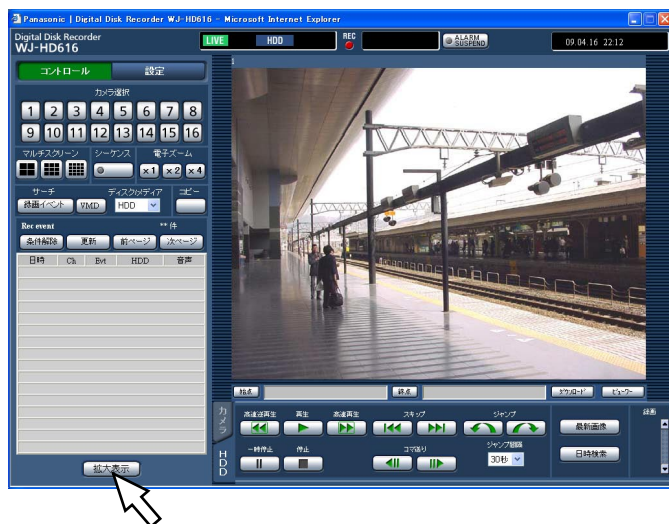 Panasonic | Digital Disk Recorder WJ-HD616 - Microsoft Internet Explorer
Digital Disk Recorder
WJ-HD616
LIVE HDD REC ALARM SUSPEND 09.04.16 22:12
コントロール 設定
カメラ選択
1 2 3 4 5 6 7 8
9 10 11 12 13 14 15 16
マルチスクリーン シーケンス 電子ズーム
×1 ×2 ×4
サーチ ディスク/メディア コピー
録画イベント VMD HDD
Rec event ** 件
条件解除 更新 前ページ 次ページ
日時 Ch Evt HDD 音声
拡大表示
始点 終点 ダウンロード ビューワー
カメラ
HDD
高速逆再生 再生 高速再生 スキップ ジャンプ 録画
最新画像
一時停止 停止 コマ送り ジャンプ間隔
30秒 日時検索